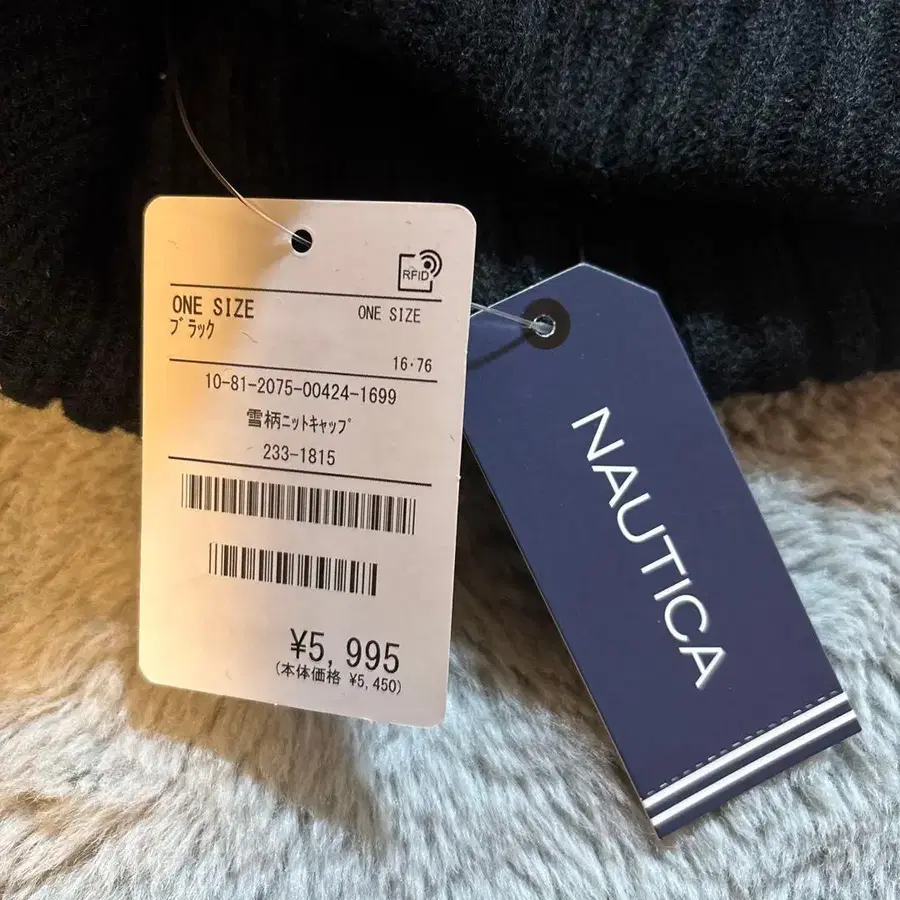 RFID
ONE SIZE ONE SIZE
ブラック
16・76
10-81-2075-00424-1699
雪柄ニットキャップ
233-1815
¥5,995
(本体価格 ¥5,450)
NAUTICA